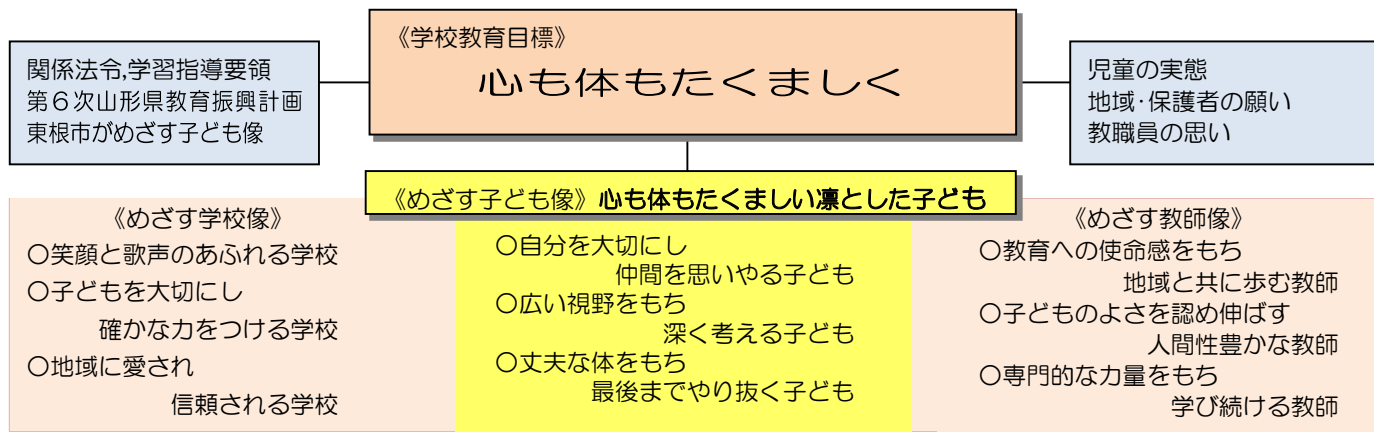 《学校教育目標》
心も体もたくましく
関係法令,学習指導要領
第6次山形県教育振興計画
東根市がめざす子ども像
児童の実態
地域・保護者の願い
教職員の思い
《めざす子ども像》心も体もたくましい凛とした子ども
《めざす学校像》
○笑顔と歌声のあふれる学校
○子どもを大切にし
確かな力をつける学校
○地域に愛され
信頼される学校
○自分を大切にし
仲間を思いやる子ども
○広い視野をもち
深く考える子ども
○丈夫な体をもち
最後までやり抜く子ども
《めざす教師像》
○教育への使命感をもち
地域と共に歩む教師
○子どものよさを認め伸ばす
人間性豊かな教師
○専門的な力量をもち
学び続ける教師